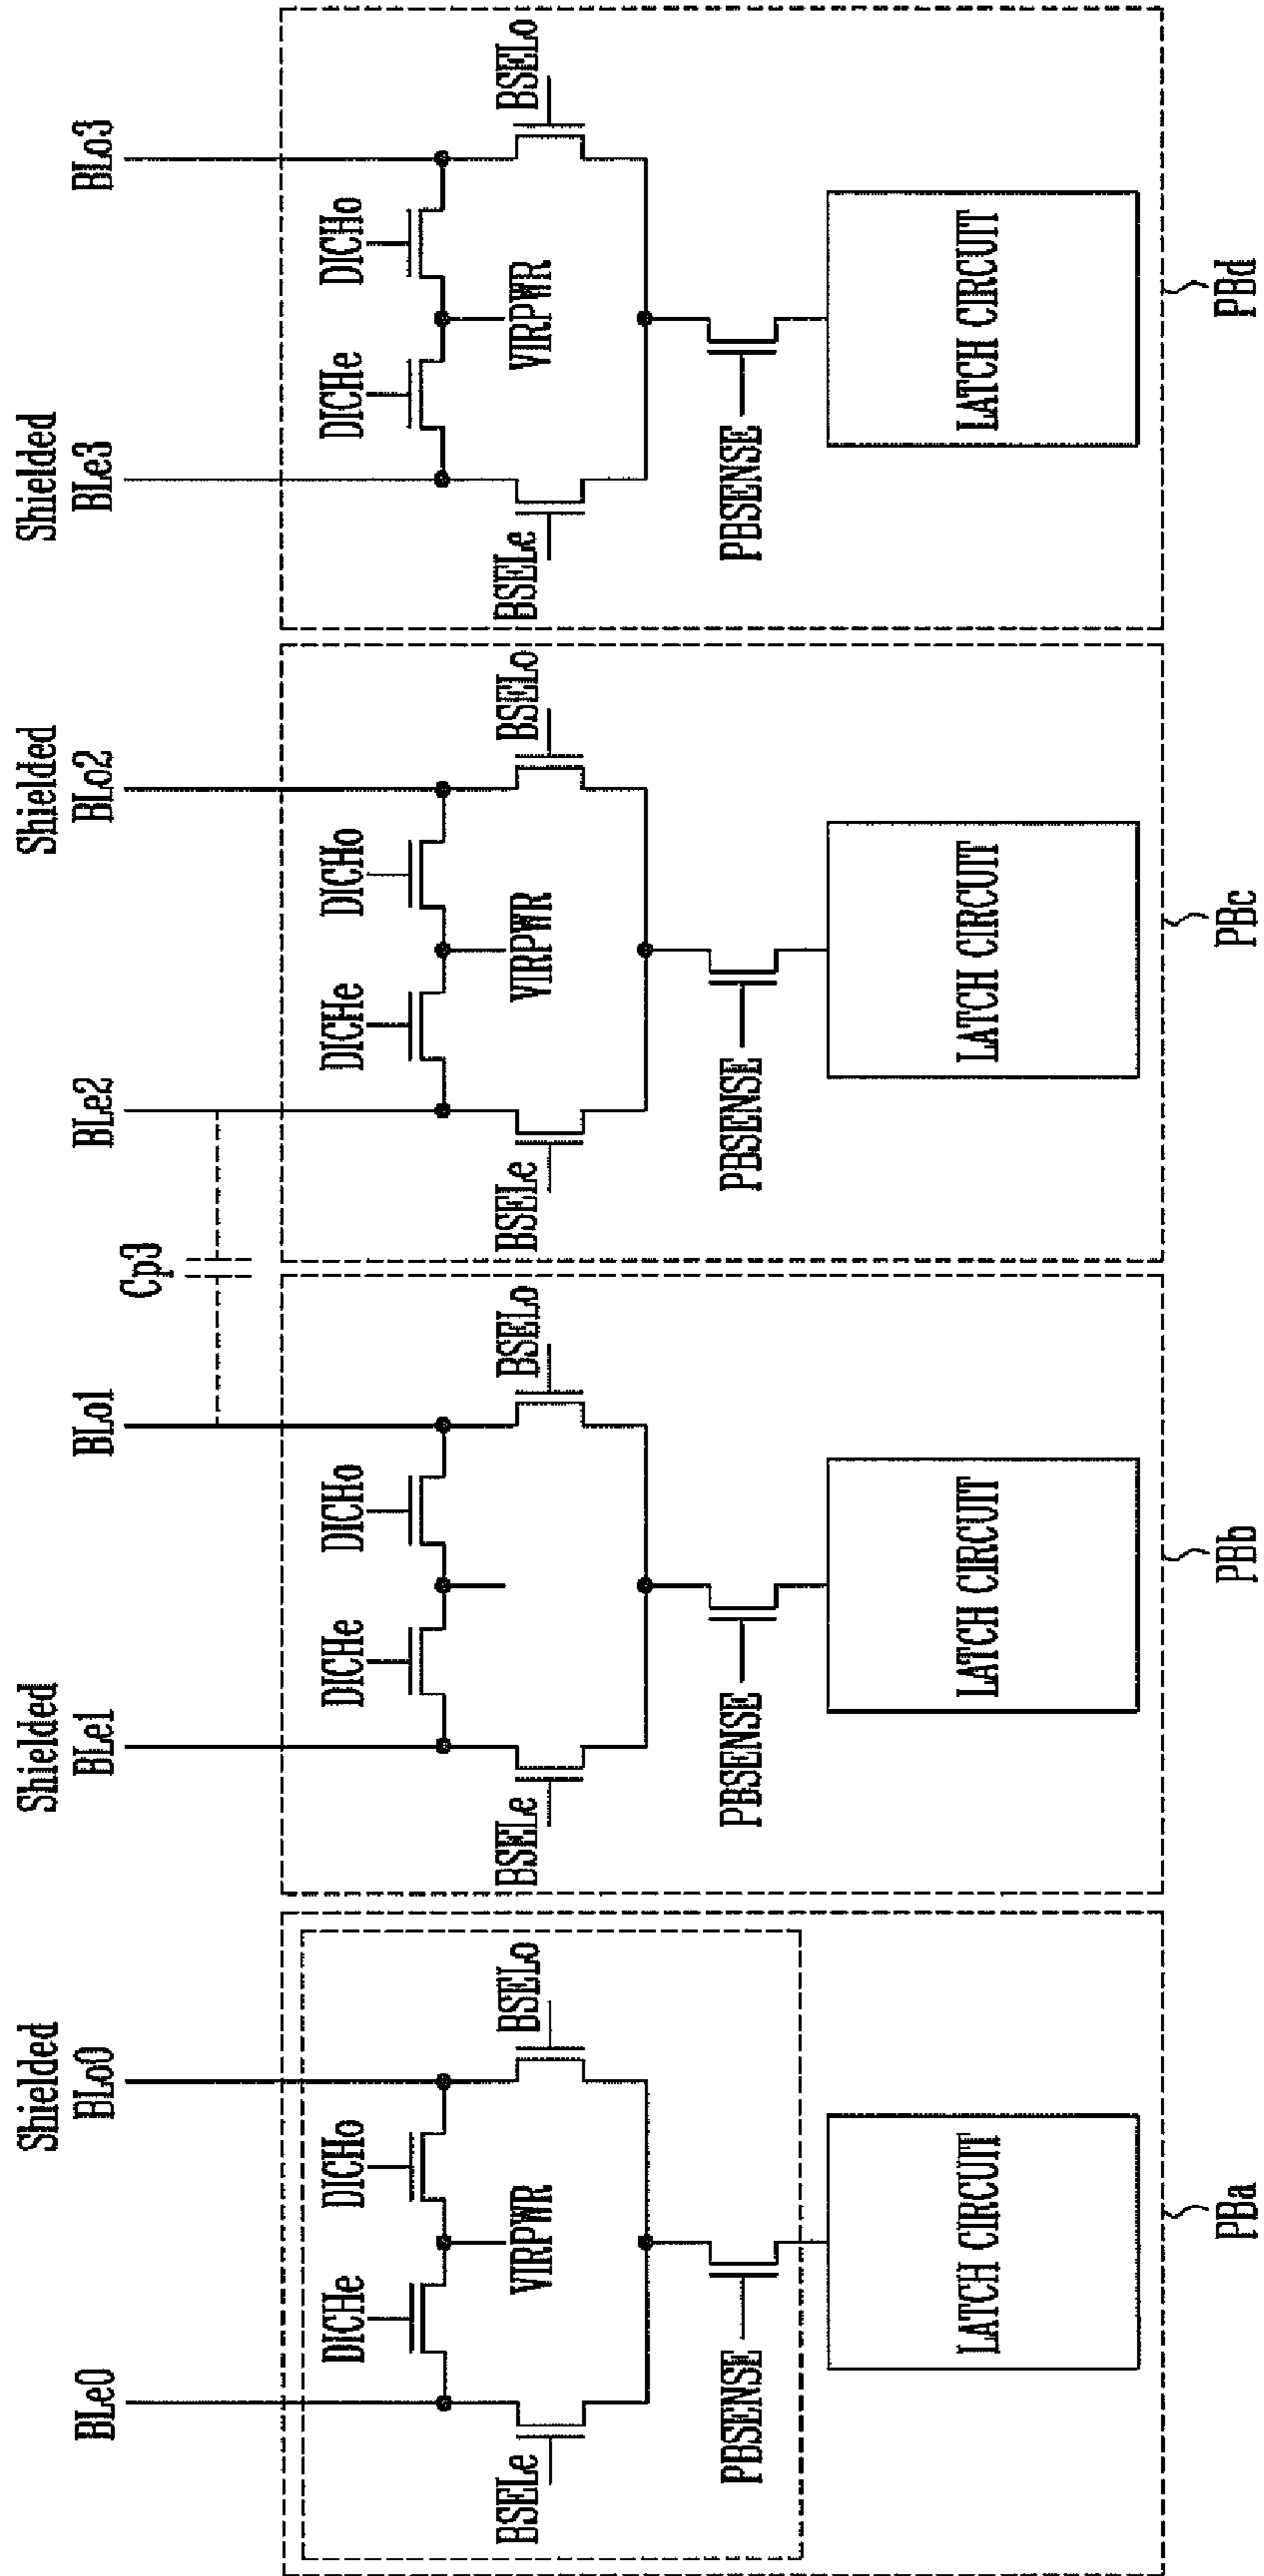 Shielded Shielded Shielded Shielded
BLe0 BLo0 BLe1 BLo1 BLe2 BLo2 BLe3 BLo3
Cp3
DICHe DICHo DICHe DICHo DICHe DICHo DICHe DICHo
VIRPWR VIRPWR VIRPWR
BSELe BSELo BSELe BSELo BSELe BSELo BSELe BSELo
PBSENSE PBSENSE PBSENSE PBSENSE
LATCH CIRCUIT LATCH CIRCUIT LATCH CIRCUIT LATCH CIRCUIT
PBa PBb PBc PBd